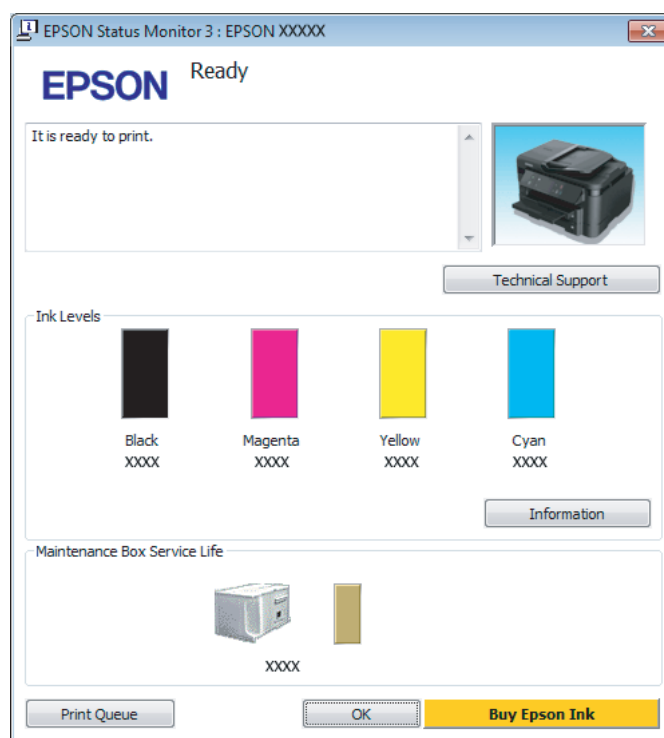 EPSON Status Monitor 3 : EPSON XXXXX
EPSON
Ready
It is ready to print.
Technical Support
Ink Levels
Black Magenta Yellow Cyan
XXXX XXXX XXXX XXXX
Information
Maintenance Box Service Life
XXXX
Print Queue OK Buy Epson Ink